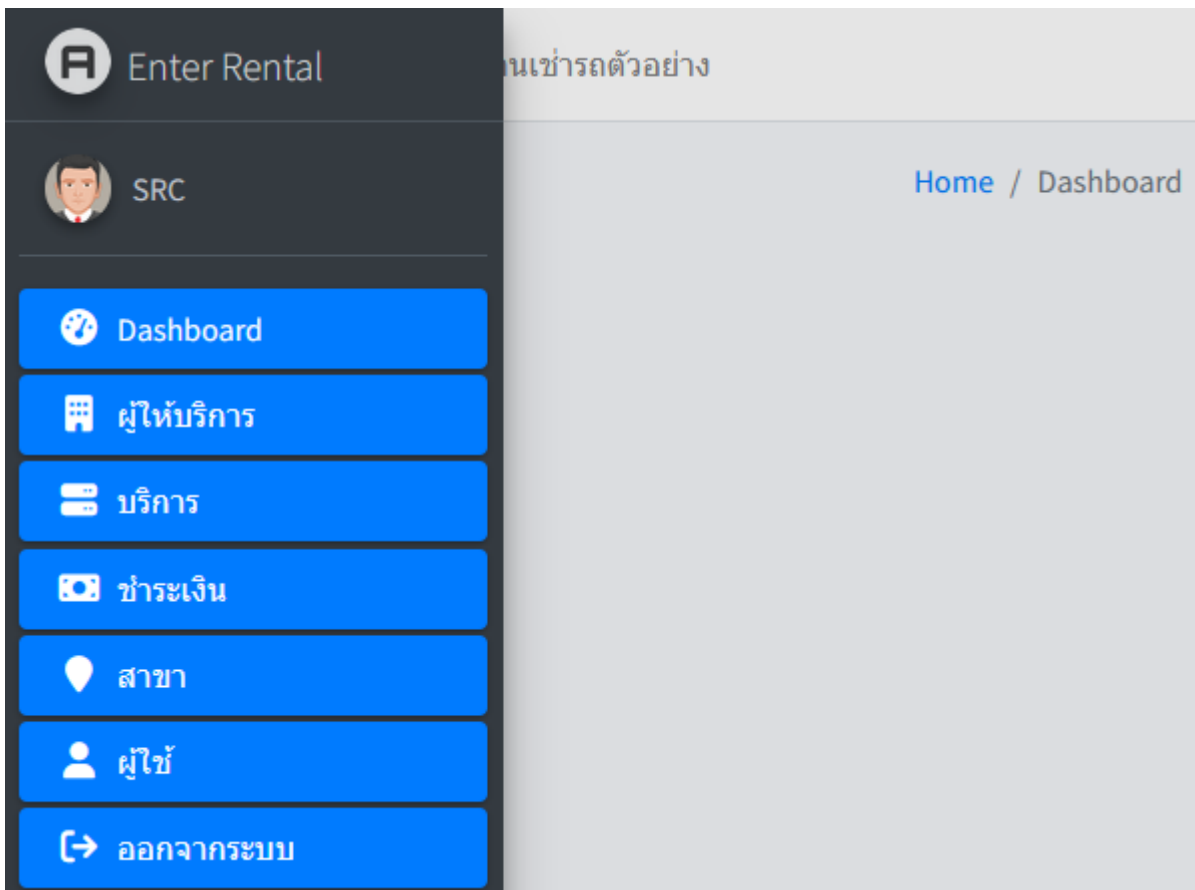 Enter Rental
นเช่ารถตัวอย่าง
SRC
Home / Dashboard
Dashboard
ผู้ให้บริการ
บริการ
ชำระเงิน
สาขา
ผู้ใช้
ออกจากระบบ